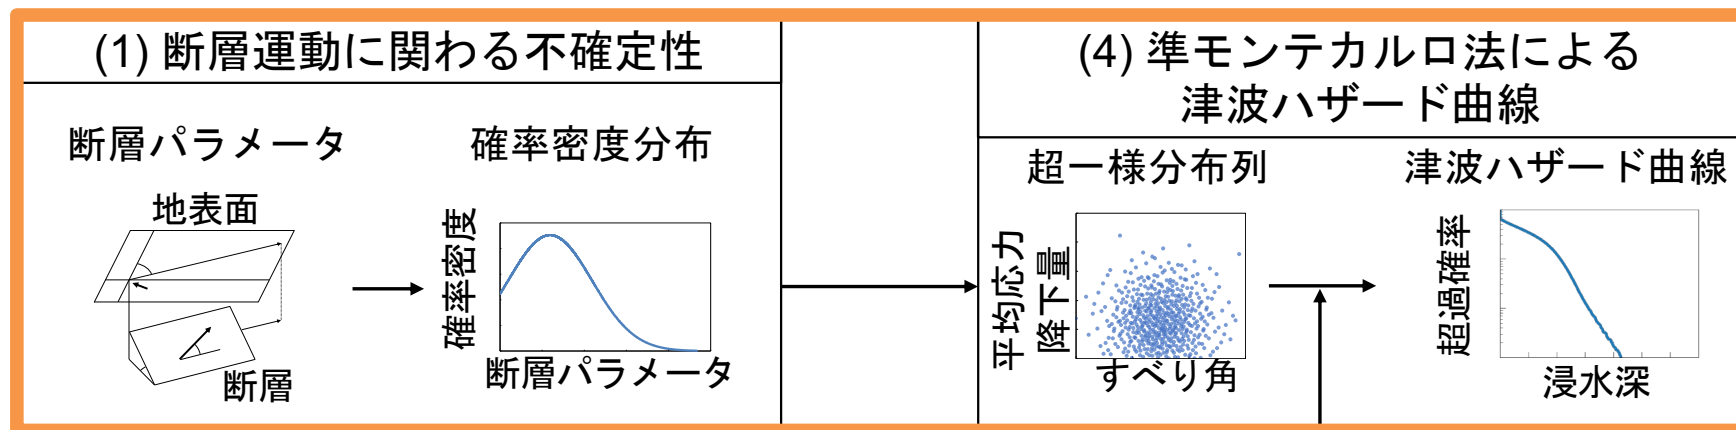 (1) 断層運動に関わる不確定性
断層パラメータ
確率密度分布
地表面
断層
確率密度
断層パラメータ
(4) 準モンテカルロ法による
津波ハザード曲線
超一様分布列
津波ハザード曲線
平均応力
降下量
すべり角
超過確率
浸水深